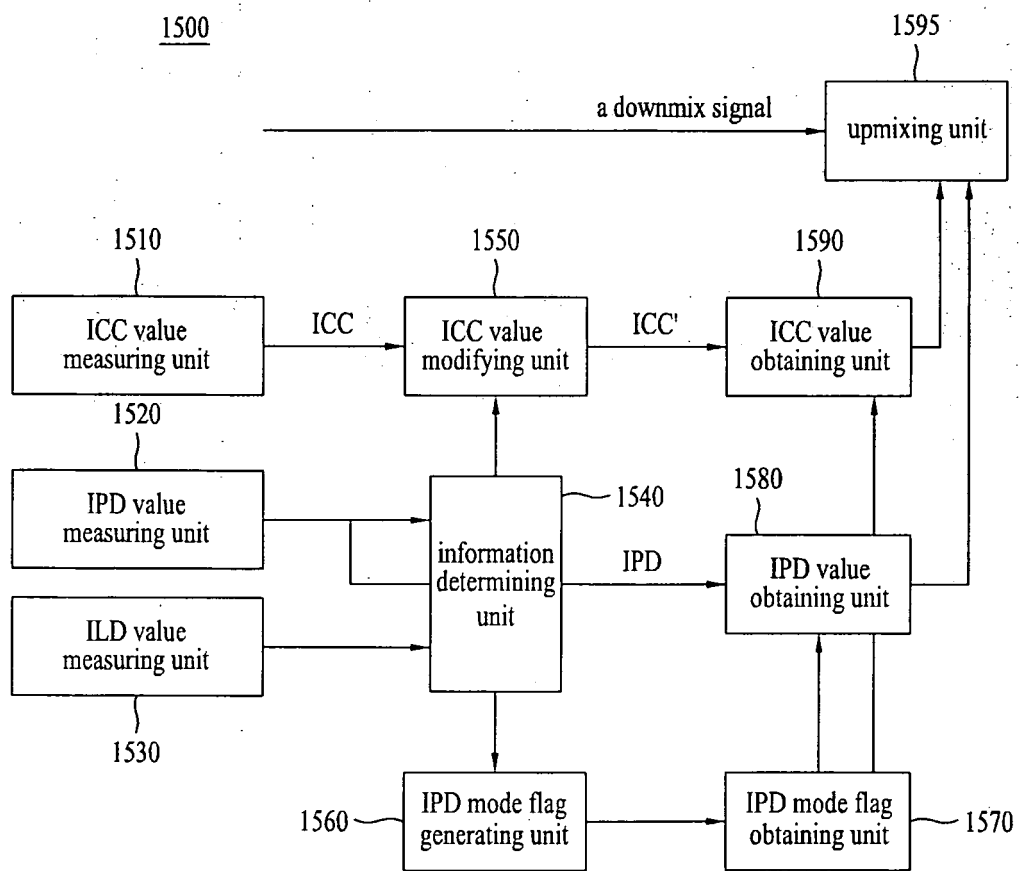 1500
1595
a downmix signal
upmixing unit
1510
1550
1590
ICC value
measuring unit
ICC
ICC value
modifying unit
ICC'
ICC value
obtaining unit
1520
IPD value
measuring unit
1540
1580
information
determining
unit
IPD
IPD value
obtaining unit
ILD value
measuring unit
1530
1560
IPD mode flag
generating unit
IPD mode flag
obtaining unit
1570